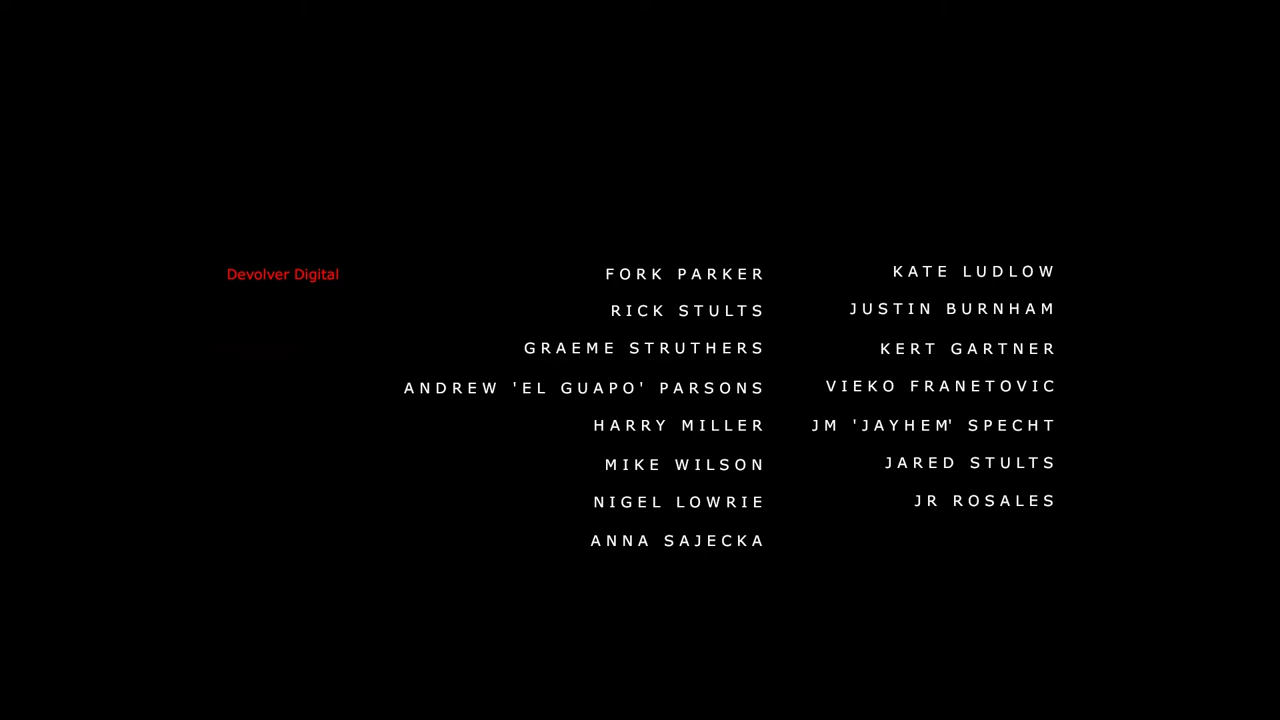 Devolver Digital
FORK PARKER
RICK STULTS
GRAEME STRUTHERS
ANDREW 'EL GUAPO' PARSONS
HARRY MILLER
MIKE WILSON
NIGEL LOWRIE
ANNA SAJECKA
KATE LUDLOW
JUSTIN BURNHAM
KERT GARTNER
VIEKO FRANETOVIC
JM 'JAYHEM' SPECHT
JARED STULTS
JR ROSALES